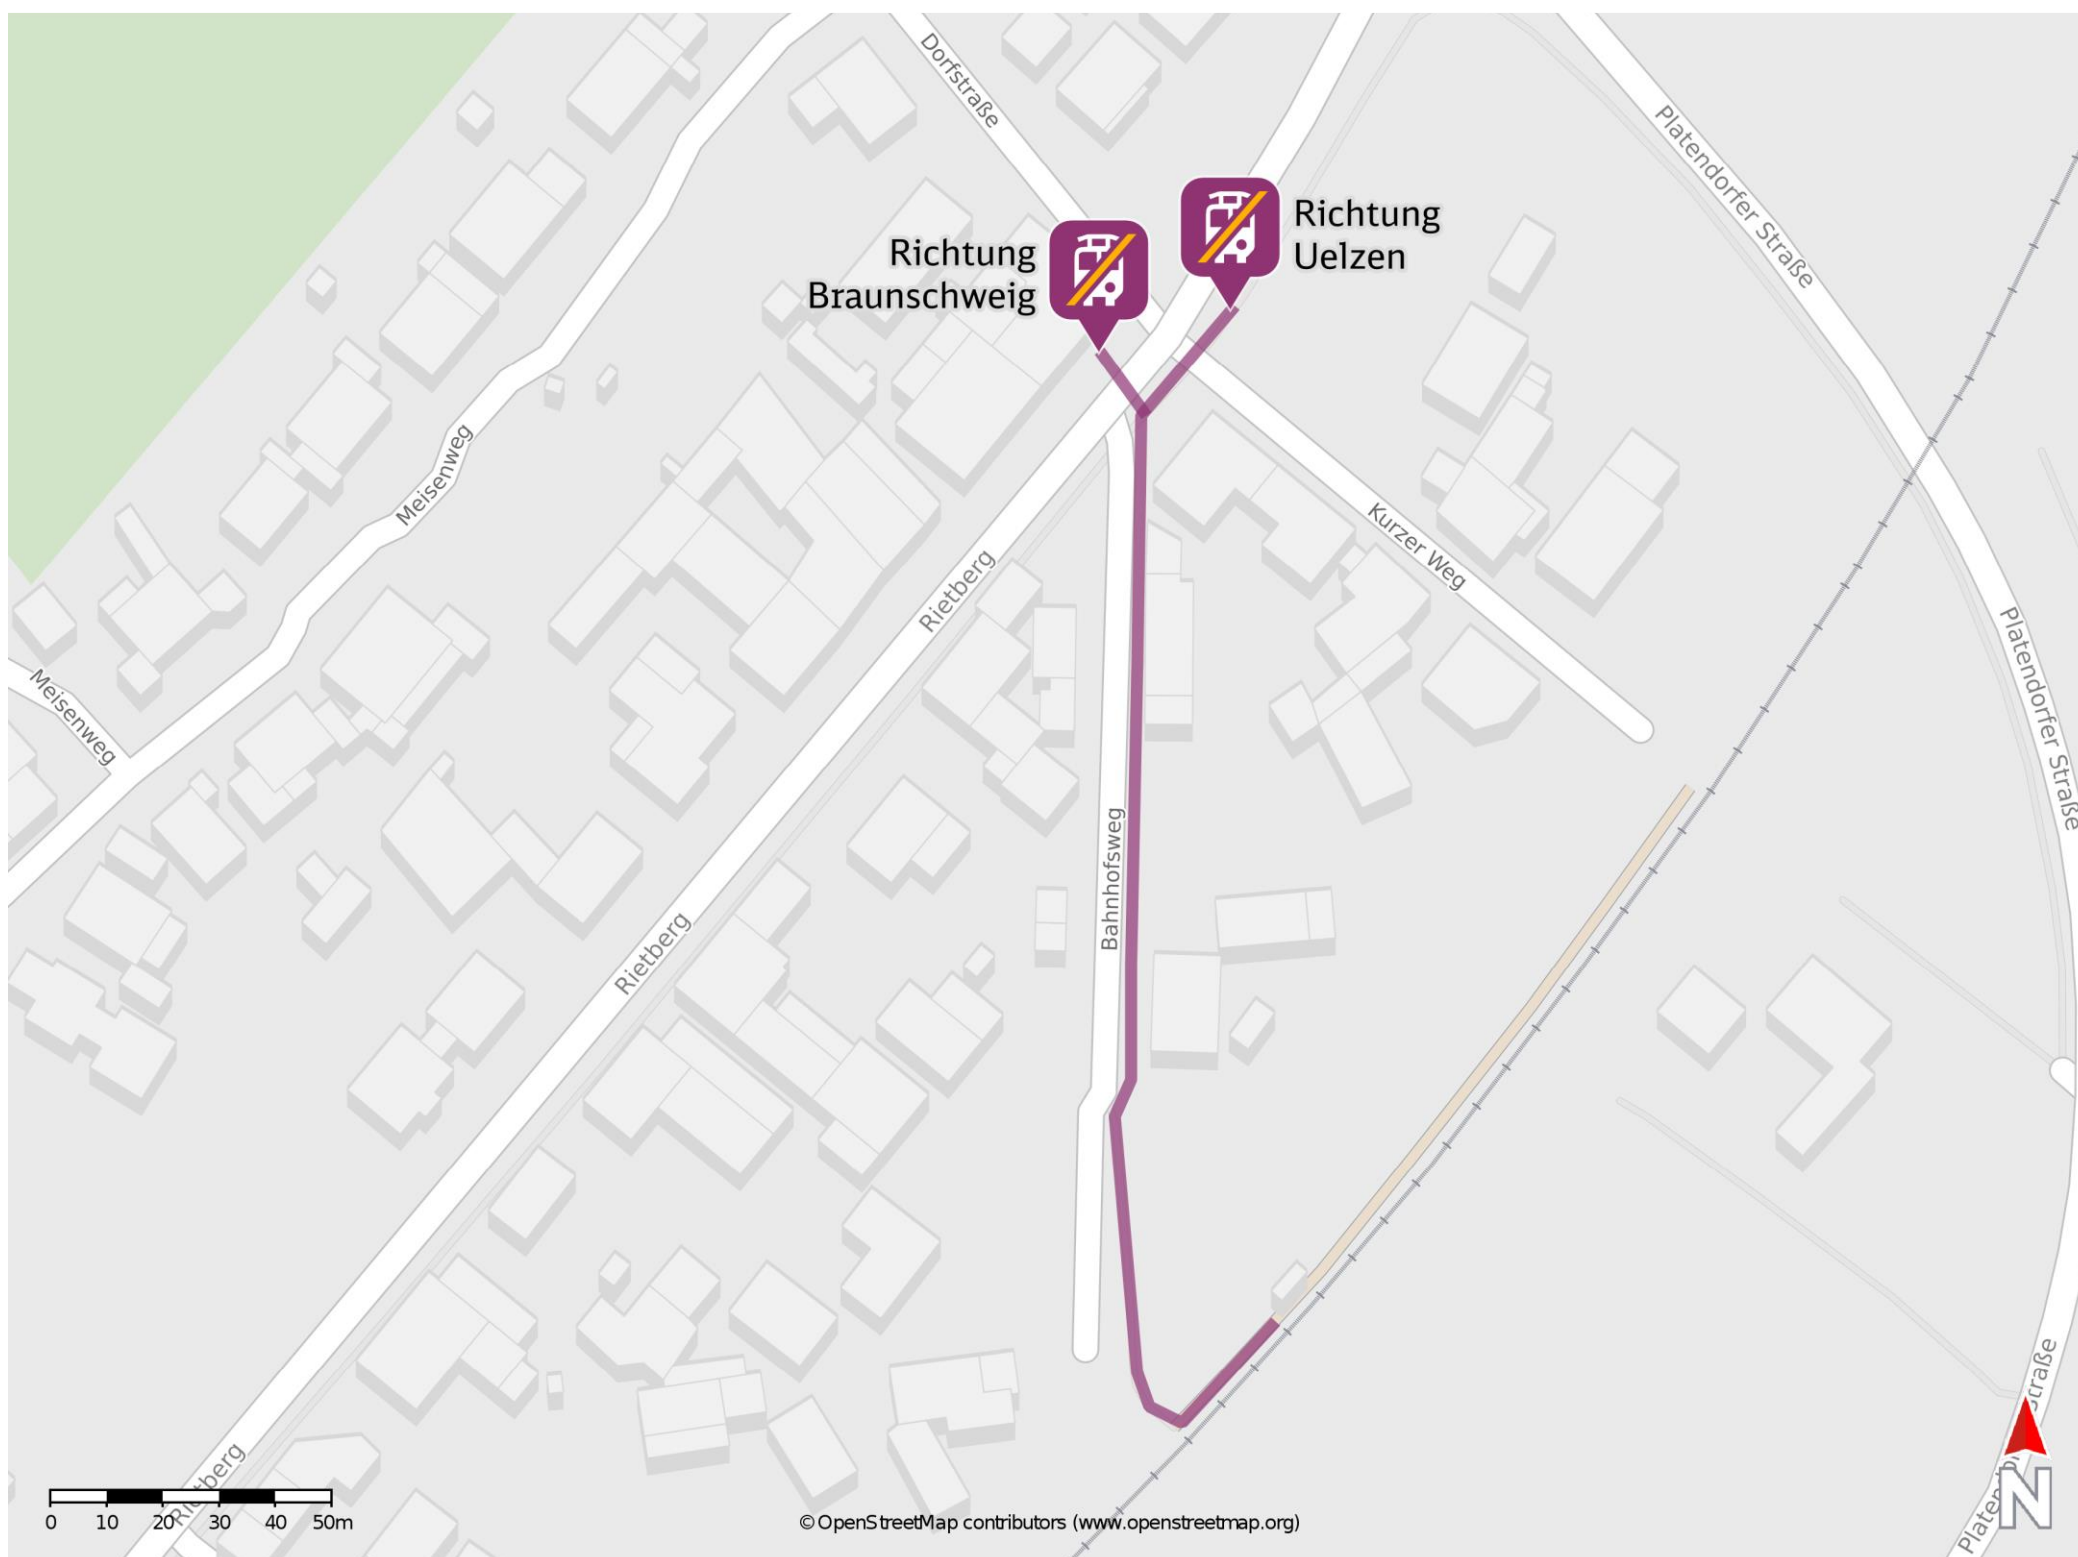 Dorfstraße
Platendorfer Straße
Richtung
Uelzen
Richtung
Braunschweig
Meisenweg
Kurzer Weg
Rietberg
Platendorfer Straße
Meisenweg
Bahnhofsweg
Rietberg
Rietberg
N
0 10 20 30 40 50m
©OpenStreetMap contributors (www.openstreetmap.org)